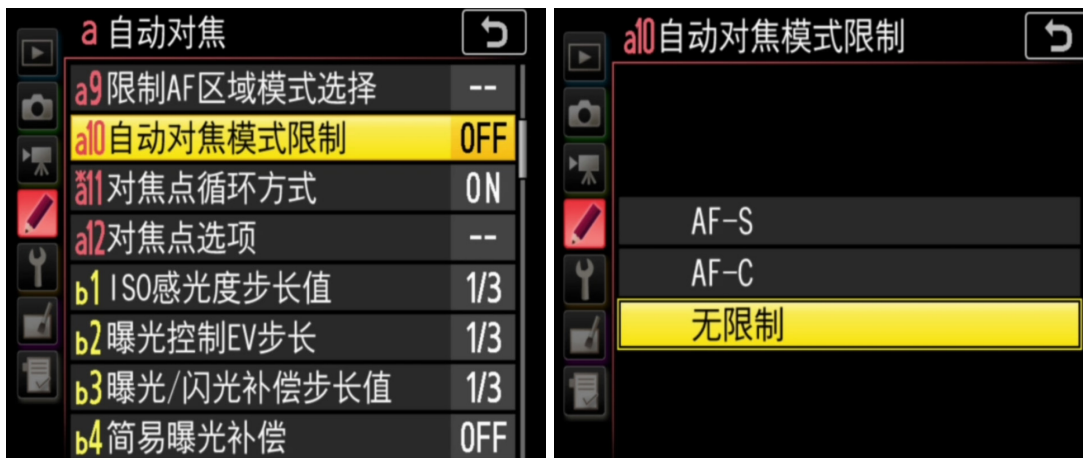 a 自动对焦
a9 限制AF区域模式选择 --
a10 自动对焦模式限制 OFF
*a11 对焦点循环方式 ON
a12 对焦点选项 --
b1 ISO感光度步长值 1/3
b2 曝光控制EV步长 1/3
b3 曝光/闪光补偿步长值 1/3
b4 简易曝光补偿 OFF
a10 自动对焦模式限制
AF-S
AF-C
无限制